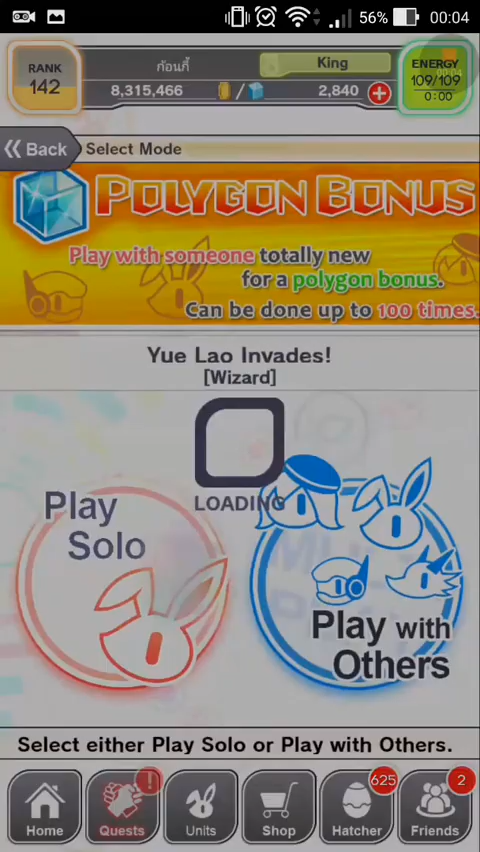 56% 00:04
RANK
142
ก๋อนกี้
King
ENERGY
109/109
0:00
8,315,466
/
2,840
Back
Select Mode
POLYGON BONUS
Play with someone totally new
for a polygon bonus.
Can be done up to 100 times.
Yue Lao Invades!
[Wizard]
LOADING
Play
Solo
Play with
Others
Select either Play Solo or Play with Others.
625
2
Home
Quests
Units
Shop
Hatcher
Friends